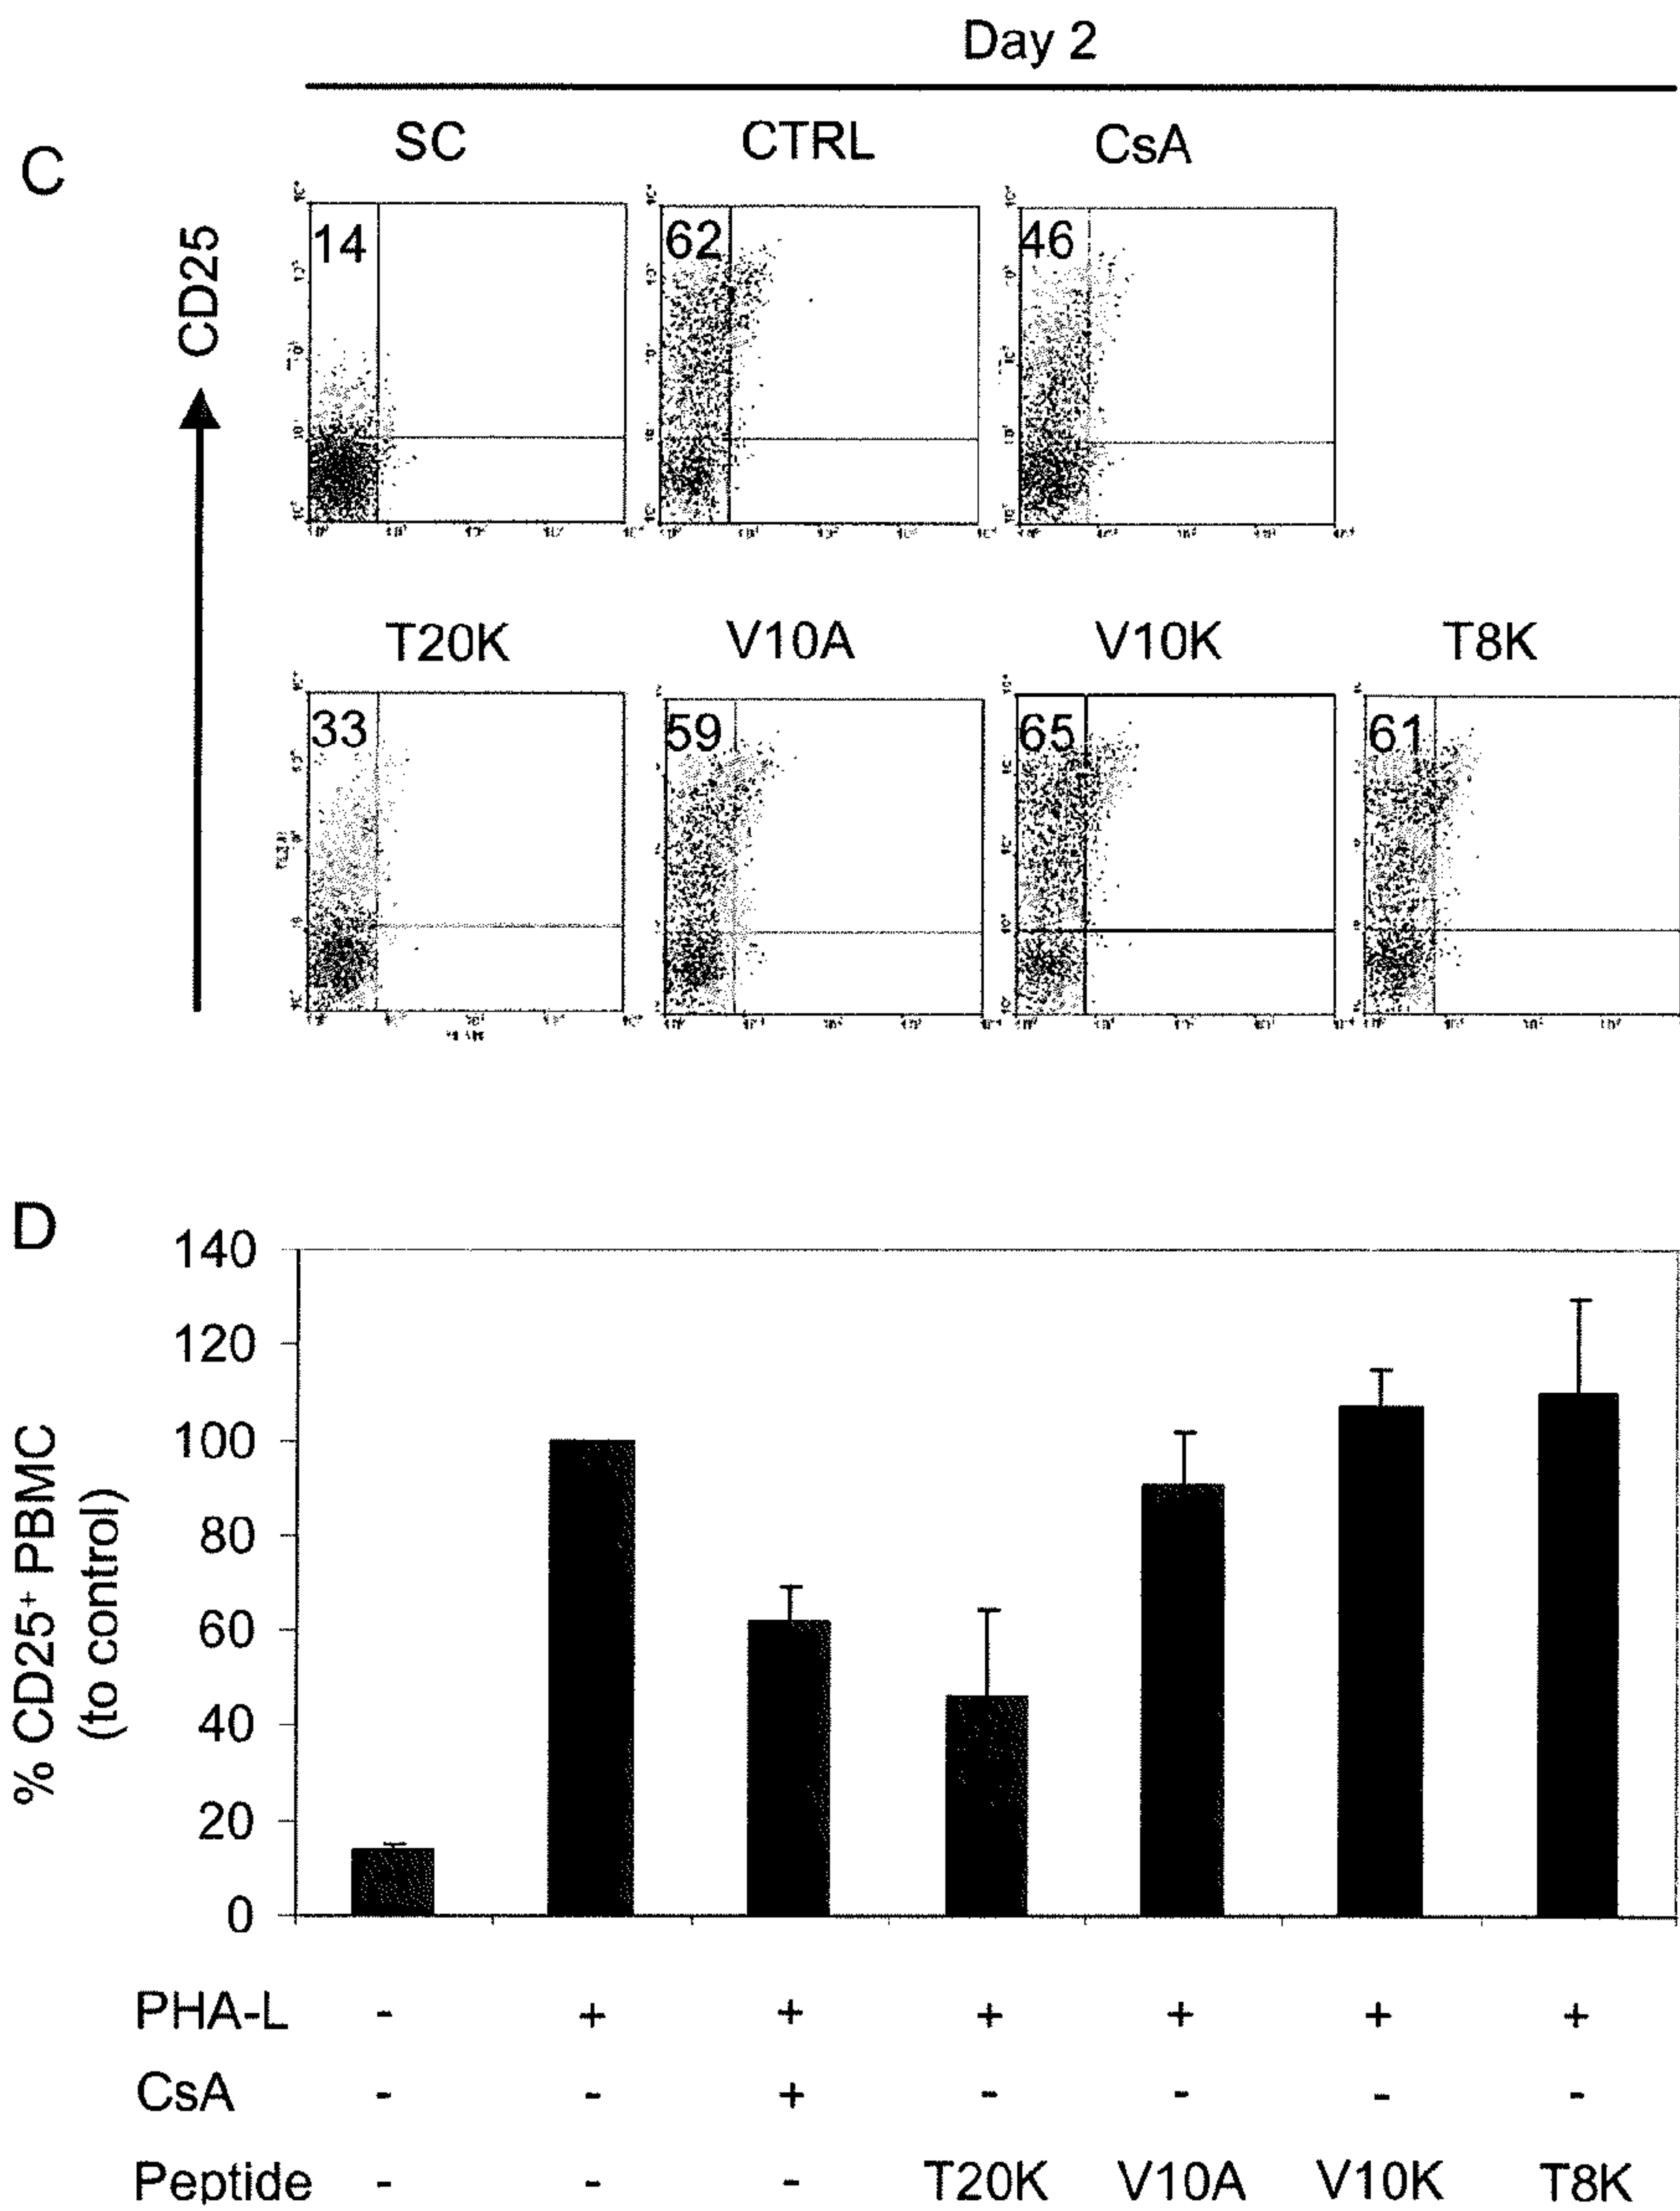 Day 2
C
SC CTRL CsA
CD25
14 62 46
T20K V10A V10K T8K
33 59 65 61
D
% CD25⁺ PBMC
(to control)
140
120
100
80
60
40
20
0
PHA-L - + + + + + +
CsA - - + - - - -
Peptide - - - T20K V10A V10K T8K